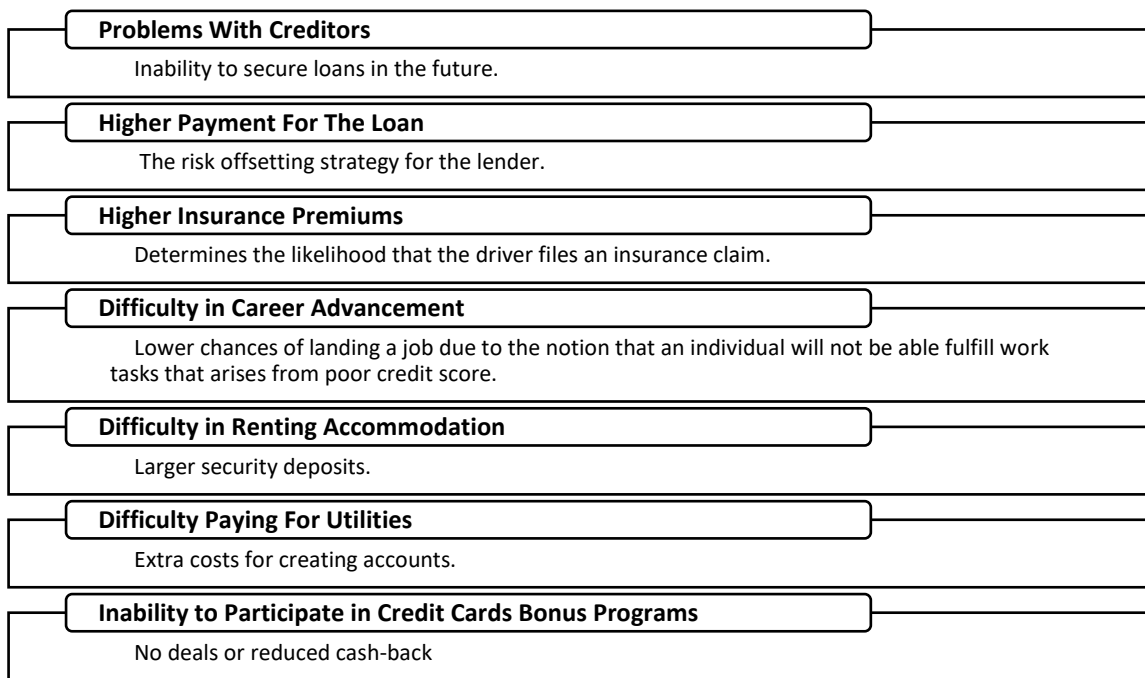 Problems With Creditors
Inability to secure loans in the future.
Higher Payment For The Loan
The risk offsetting strategy for the lender.
Higher Insurance Premiums
Determines the likelihood that the driver files an insurance claim.
Difficulty in Career Advancement
Lower chances of landing a job due to the notion that an individual will not be able fulfill work
tasks that arises from poor credit score.
Difficulty in Renting Accommodation
Larger security deposits.
Difficulty Paying For Utilities
Extra costs for creating accounts.
Inability to Participate in Credit Cards Bonus Programs
No deals or reduced cash-back